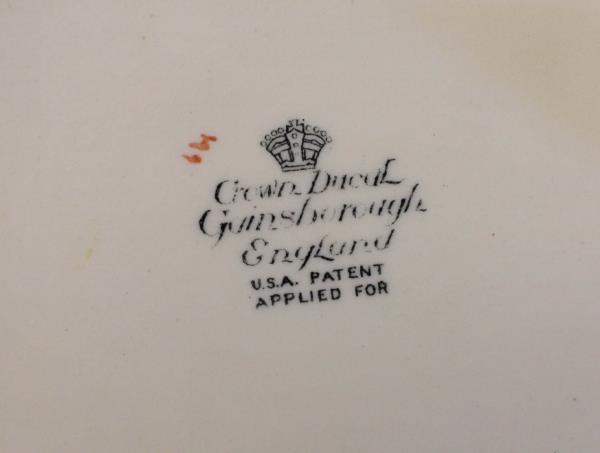 Crown Ducal
Gainsborough
England
U.S.A. PATENT
APPLIED FOR